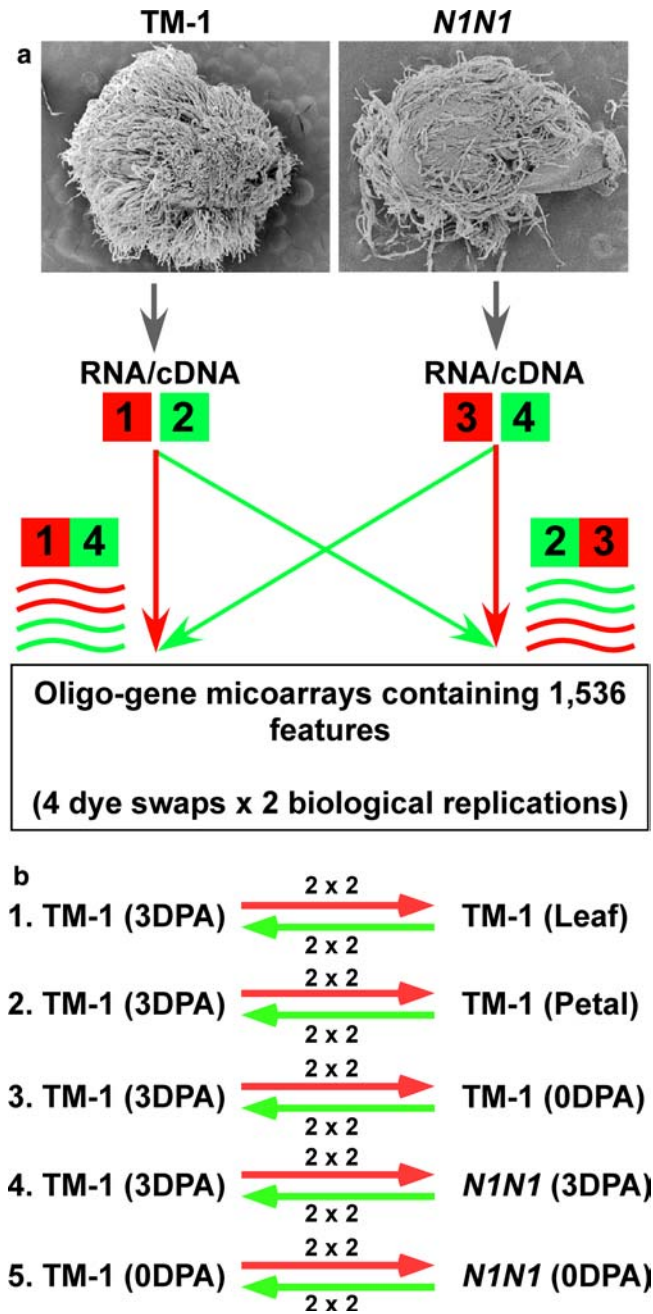 TM-1 N1N1
a
RNA/cDNA RNA/cDNA
1 2 3 4
1 4 2 3
Oligo-gene micoarrays containing 1,536
features
(4 dye swaps x 2 biological replications)
b
2 x 2
1. TM-1 (3DPA) TM-1 (Leaf)
2 x 2
2 x 2
2. TM-1 (3DPA) TM-1 (Petal)
2 x 2
2 x 2
3. TM-1 (3DPA) TM-1 (0DPA)
2 x 2
2 x 2
4. TM-1 (3DPA) N1N1 (3DPA)
2 x 2
2 x 2
5. TM-1 (0DPA) N1N1 (0DPA)
2 x 2